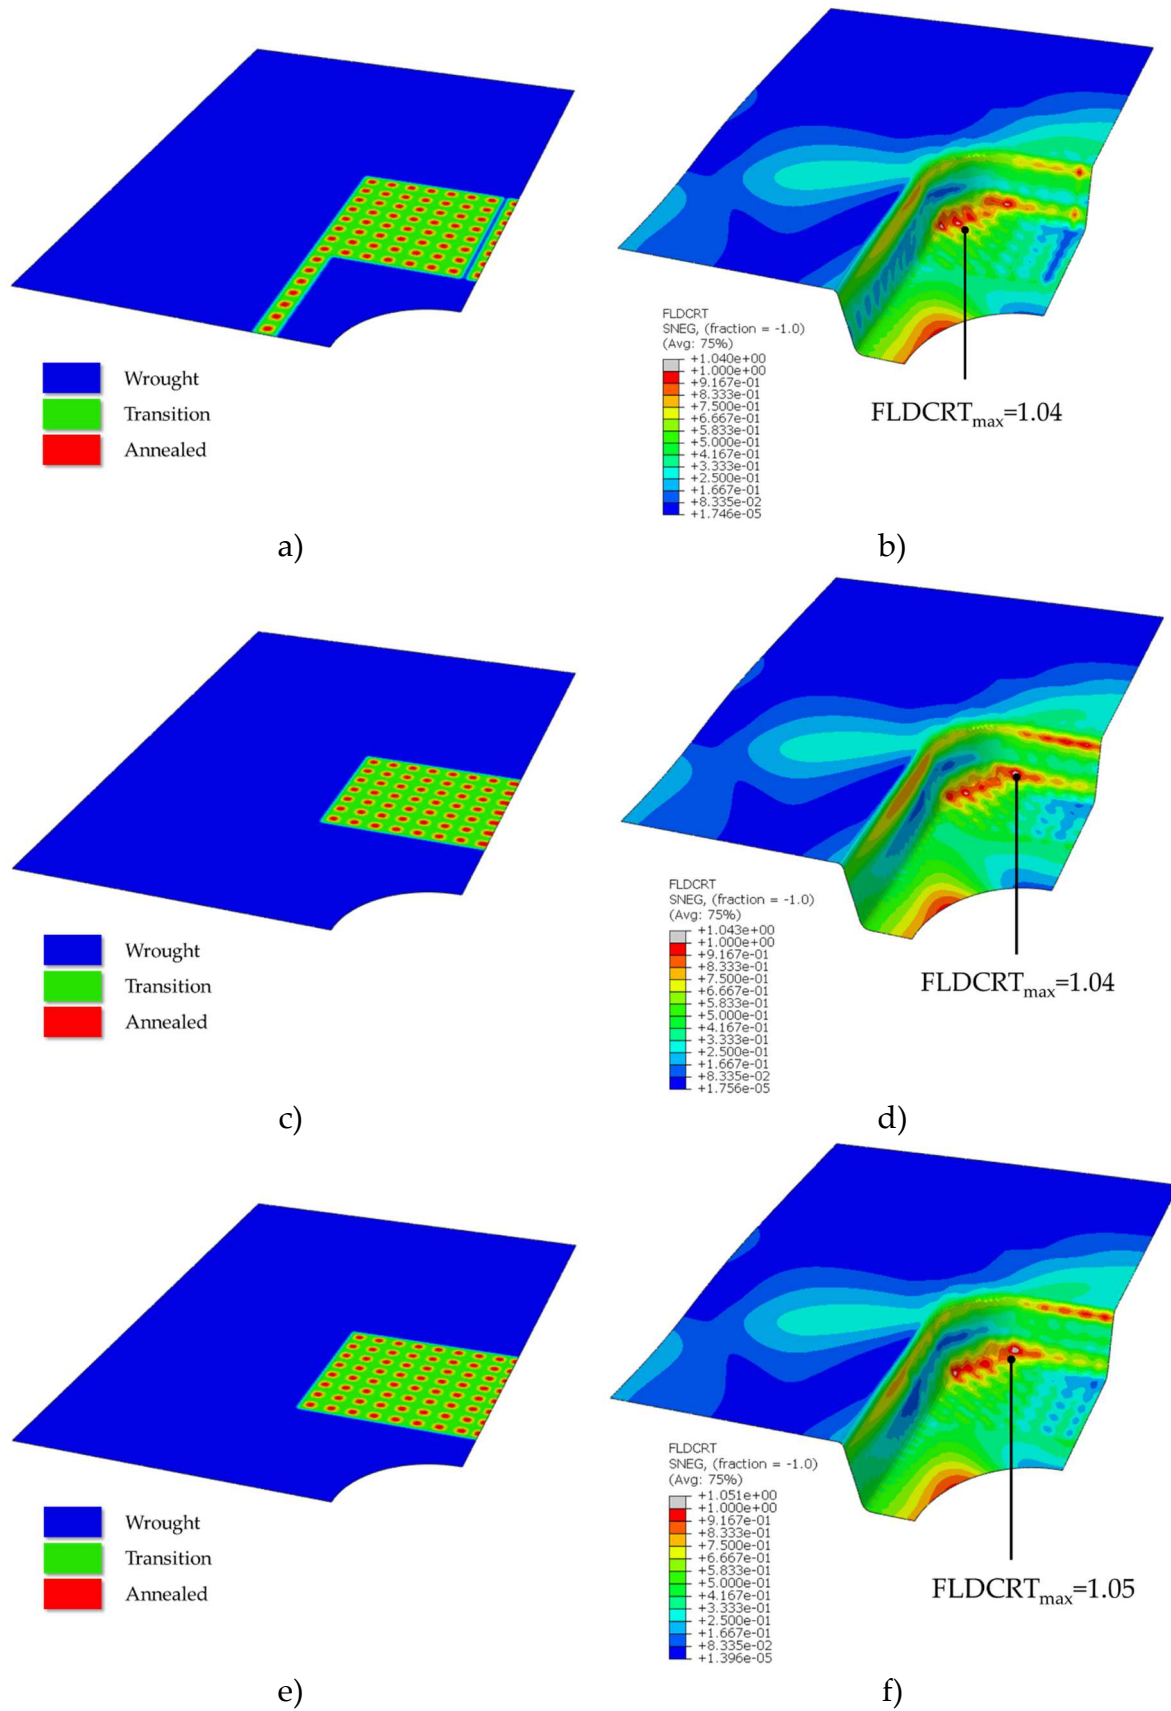 Wrought
Transition
Annealed
FLDCRT
SNEG, (fraction = -1.0)
(Avg: 75%)
+1.040e+00
+1.000e+00
+9.167e-01
+8.333e-01
+7.500e-01
+6.667e-01
+5.833e-01
+5.000e-01
+4.167e-01
+3.333e-01
+2.500e-01
+1.667e-01
+8.335e-02
+1.746e-05
FLDCRTmax=1.04
a)
b)
Wrought
Transition
Annealed
FLDCRT
SNEG, (fraction = -1.0)
(Avg: 75%)
+1.043e+00
+1.000e+00
+9.167e-01
+8.333e-01
+7.500e-01
+6.667e-01
+5.833e-01
+5.000e-01
+4.167e-01
+3.333e-01
+2.500e-01
+1.667e-01
+8.335e-02
+1.756e-05
FLDCRTmax=1.04
c)
d)
Wrought
Transition
Annealed
FLDCRT
SNEG, (fraction = -1.0)
(Avg: 75%)
+1.051e+00
+1.000e+00
+9.167e-01
+8.333e-01
+7.500e-01
+6.667e-01
+5.833e-01
+5.000e-01
+4.167e-01
+3.333e-01
+2.500e-01
+1.667e-01
+8.335e-02
+1.396e-05
FLDCRTmax=1.05
e)
f)